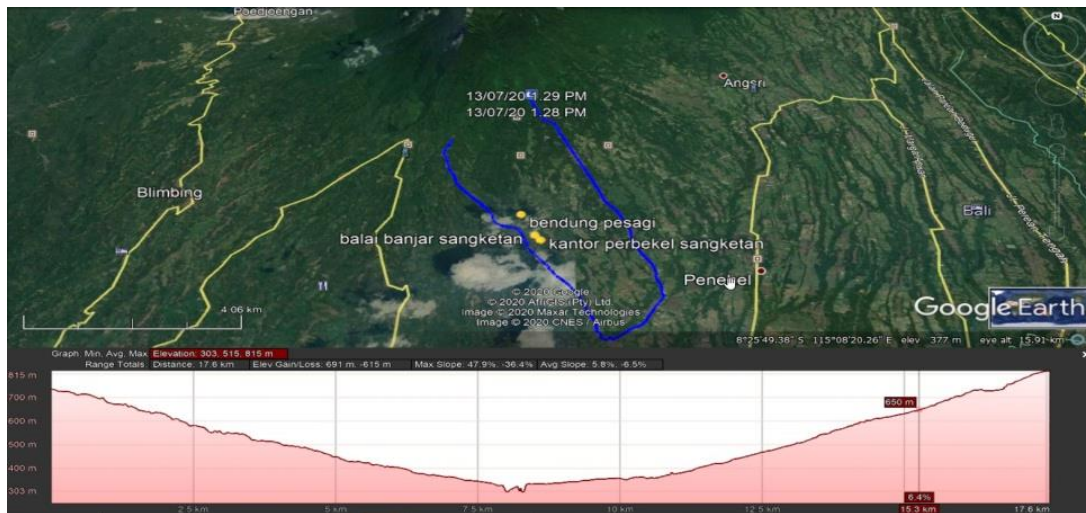 Poedjoengan
N
Angsri
13/07/20 1.29 PM
13/07/20 1.28 PM
Blimbing
Bali
bendung pesagi
balai banjar sangketan
kantor perbekel sangketan
Penebel
© 2020 Google
© 2020 AfriGIS (Pty) Ltd.
Image © 2020 Maxar Technologies
Image © 2020 CNES / Airbus
4.06 km
Google Earth
8°25'49.38" S 115°08'20.26" E elev 377 m eye alt 15.91 km
Graph: Min, Avg, Max Elevation: 303, 515, 815 m
Range Totals: Distance: 17.6 km Elev Gain/Loss: 691 m, -615 m Max Slope: 47.9%, -36.4% Avg Slope: 5.8%, -6.5%
815 m
700 m
650 m
600 m
500 m
400 m
303 m
6.4%
2.5 km 5 km 7.5 km 10 km 12.5 km 15.3 km 17.6 km